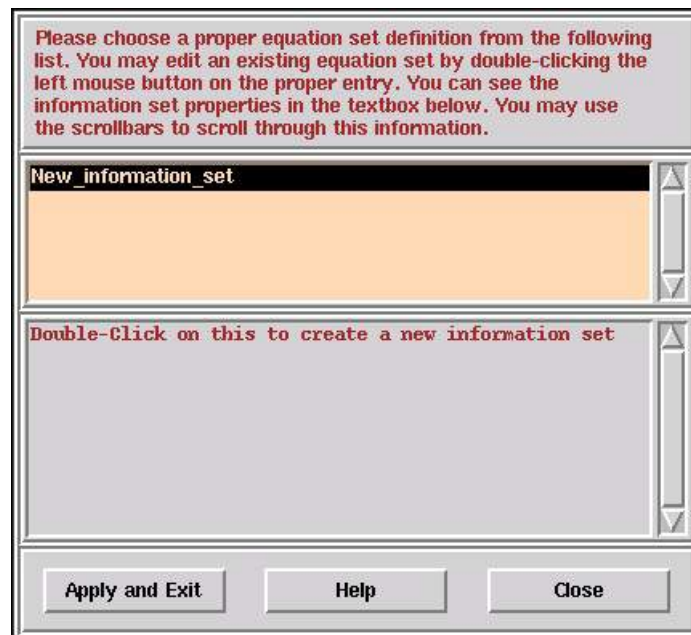 Please choose a proper equation set definition from the following
list. You may edit an existing equation set by double-clicking the
left mouse button on the proper entry. You can see the
information set properties in the textbox below. You may use
the scrollbars to scroll through this information.
New_information_set
Double-Click on this to create a new information set
Apply and Exit
Help
Close